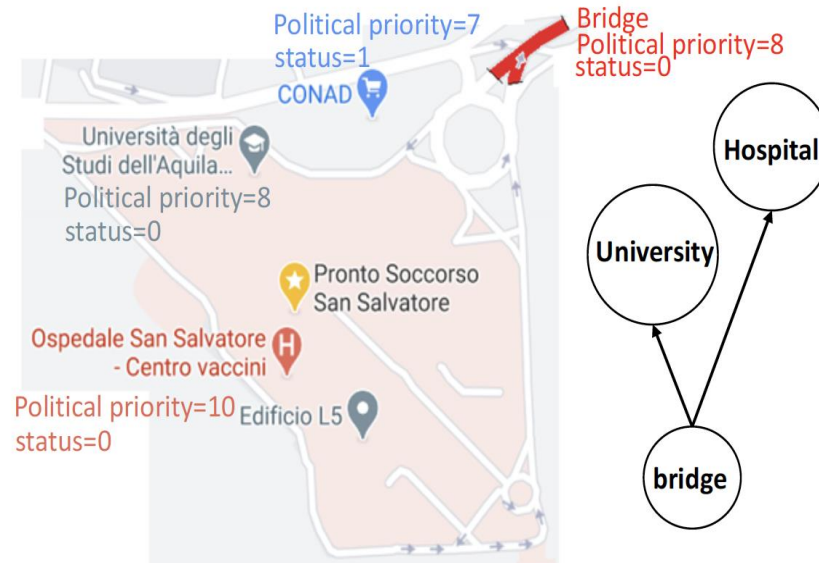 Political priority=7
status=1
CONAD
Bridge
Political priority=8
status=0
Università degli
Studi dell'Aquila...
Political priority=8
status=0
Pronto Soccorso
San Salvatore
Ospedale San Salvatore
- Centro vaccini
H
Political priority=10
status=0
Edificio L5
Hospital
University
bridge